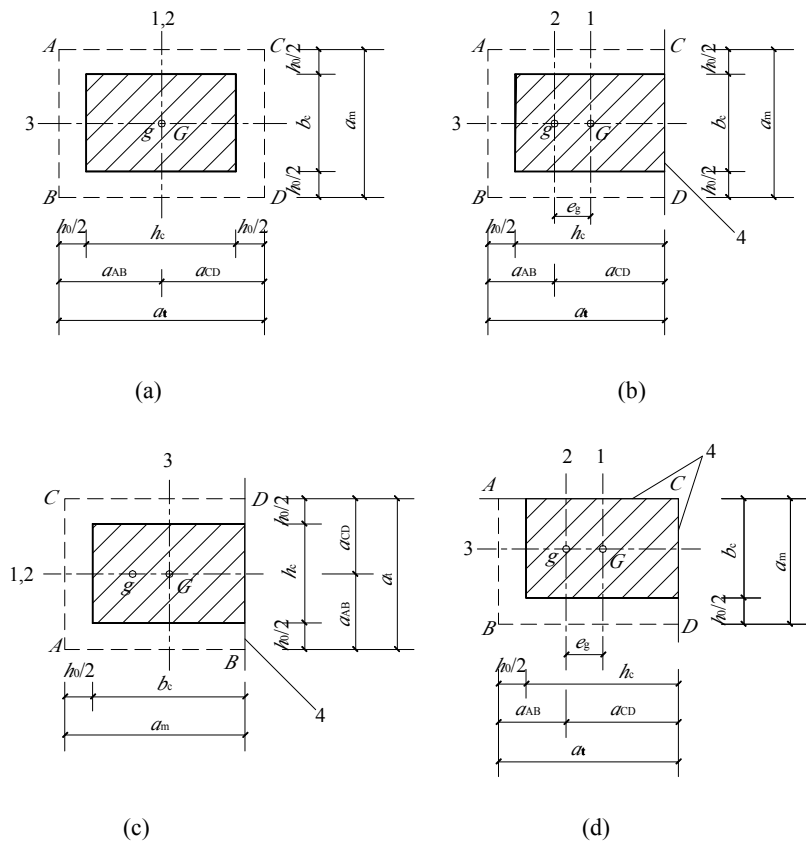 1,2
A
C
h0/2
3
g
G
bc
am
B
D
h0/2
h0/2
hc
h0/2
aAB
aCD
at
(a)
2
1
A
C
h0/2
3
g
G
bc
am
B
D
h0/2
eg
h0/2
hc
4
aAB
aCD
at
(b)
3
C
D
h0/2
aCD
1,2
g
G
hc
at
aAB
A
B
h0/2
h0/2
bc
4
am
(c)
2
1
4
A
C
3
g
G
bc
am
B
D
h0/2
eg
h0/2
hc
aAB
aCD
at
(d)